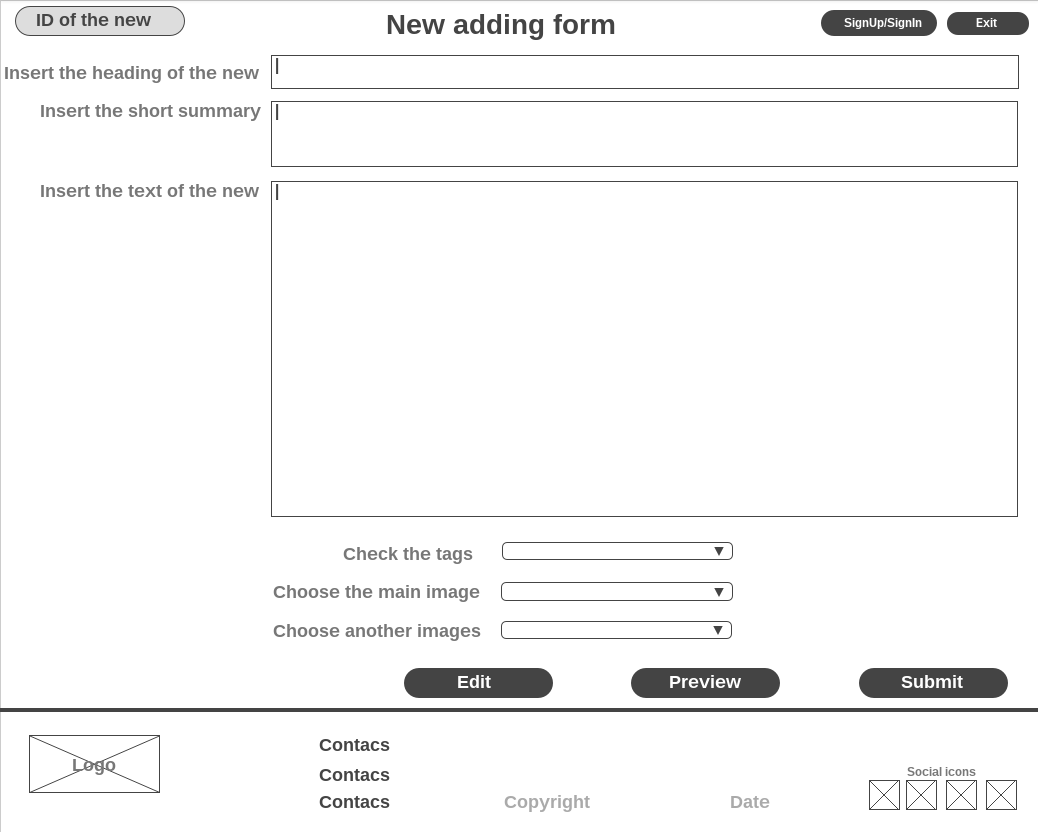 ID of the new
New adding form
SignUp/SignIn
Exit
Insert the heading of the new
Insert the short summary
Insert the text of the new
Check the tags
Choose the main image
Choose another images
Edit
Preview
Submit
Logo
Contacs
Contacs
Contacs
Copyright
Date
Social icons